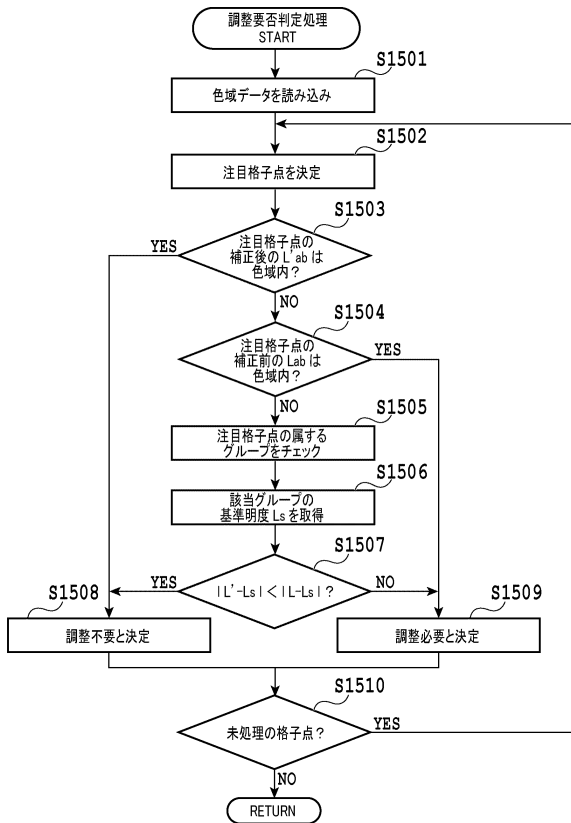 調整要否判定処理
START
S1501
色域データを読み込み
S1502
注目格子点を決定
S1503
注目格子点の
補正後のL'abは
色域内？
YES
NO
S1504
注目格子点の
補正前のLabは
色域内？
YES
NO
S1505
注目格子点の属する
グループをチェック
S1506
該当グループの
基準明度Lsを取得
S1507
|L'-Ls|＜|L-Ls|？
YES
NO
S1508
調整不要と決定
S1509
調整必要と決定
S1510
未処理の格子点？
YES
NO
RETURN